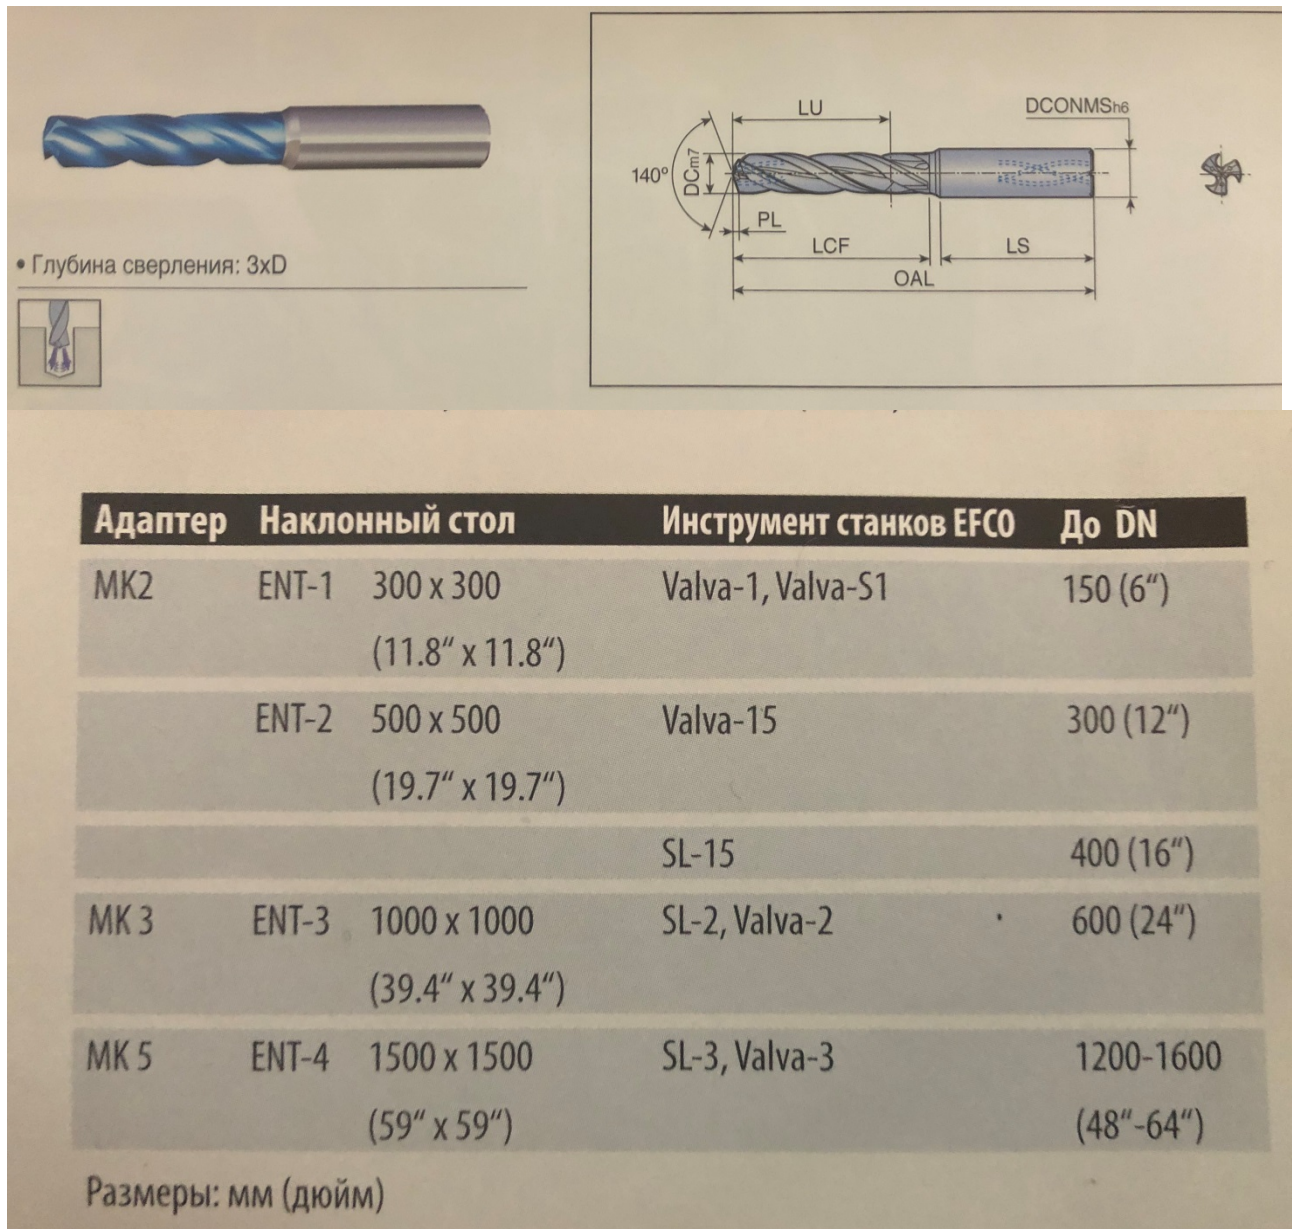 LU
DCONMSh6
140°
DCm7
PL
LCF
LS
OAL
• Глубина сверления: 3xD
Адаптер Наклонный стол Инструмент станков EFCO До DN
MK2 ENT-1 300 x 300 Valva-1, Valva-S1 150 (6“)
(11.8“ x 11.8“)
ENT-2 500 x 500 Valva-15 300 (12“)
(19.7“ x 19.7“)
SL-15 400 (16“)
MK 3 ENT-3 1000 x 1000 SL-2, Valva-2 600 (24“)
(39.4“ x 39.4“)
MK 5 ENT-4 1500 x 1500 SL-3, Valva-3 1200-1600
(59“ x 59“) (48“-64“)
Размеры: мм (дюйм)